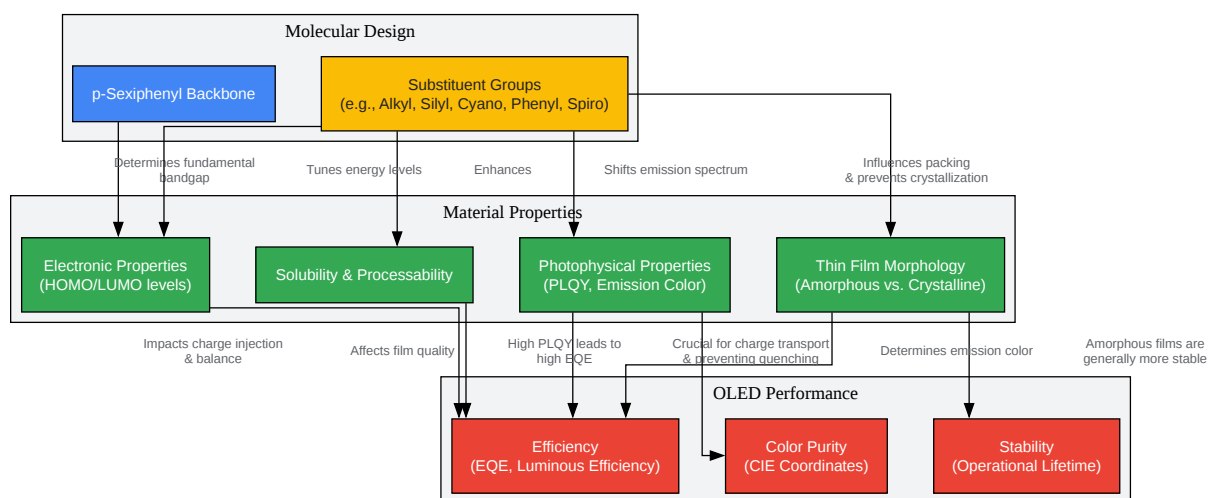 Molecular Design
p-Sexiphenyl Backbone
Substituent Groups
(e.g., Alkyl, Silyl, Cyano, Phenyl, Spiro)
Determines fundamental
bandgap
Tunes energy levels
Enhances
Shifts emission spectrum
Influences packing
& prevents crystallization
Material Properties
Electronic Properties
(HOMO/LUMO levels)
Solubility & Processability
Photophysical Properties
(PLQY, Emission Color)
Thin Film Morphology
(Amorphous vs. Crystalline)
Impacts charge injection
& balance
Affects film quality
High PLQY leads to
high EQE
Crucial for charge transport
& preventing quenching
Determines emission color
Amorphous films are
generally more stable
OLED Performance
Efficiency
(EQE, Luminous Efficiency)
Color Purity
(CIE Coordinates)
Stability
(Operational Lifetime)